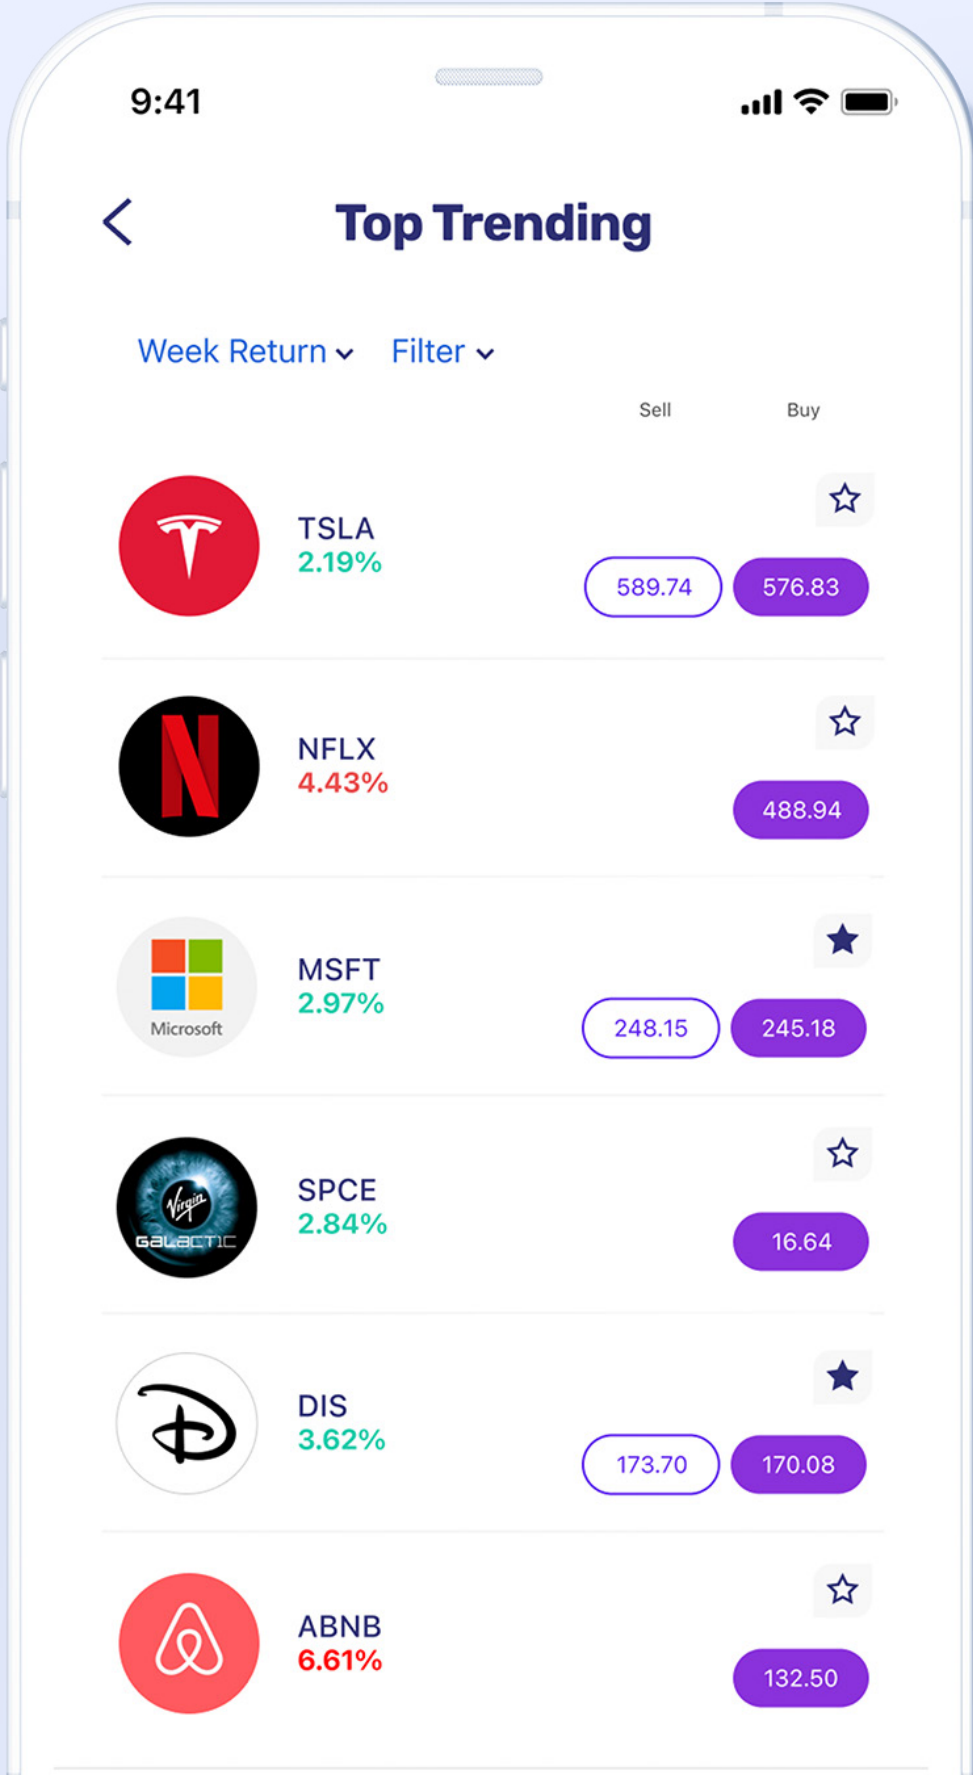 9:41
Top Trending
Week Return Filter
Sell Buy
TSLA
2.19%
589.74 576.83
NFLX
4.43%
488.94
Microsoft
MSFT
2.97%
248.15 245.18
Virgin
GALACTIC
SPCE
2.84%
16.64
DIS
3.62%
173.70 170.08
ABNB
6.61%
132.50